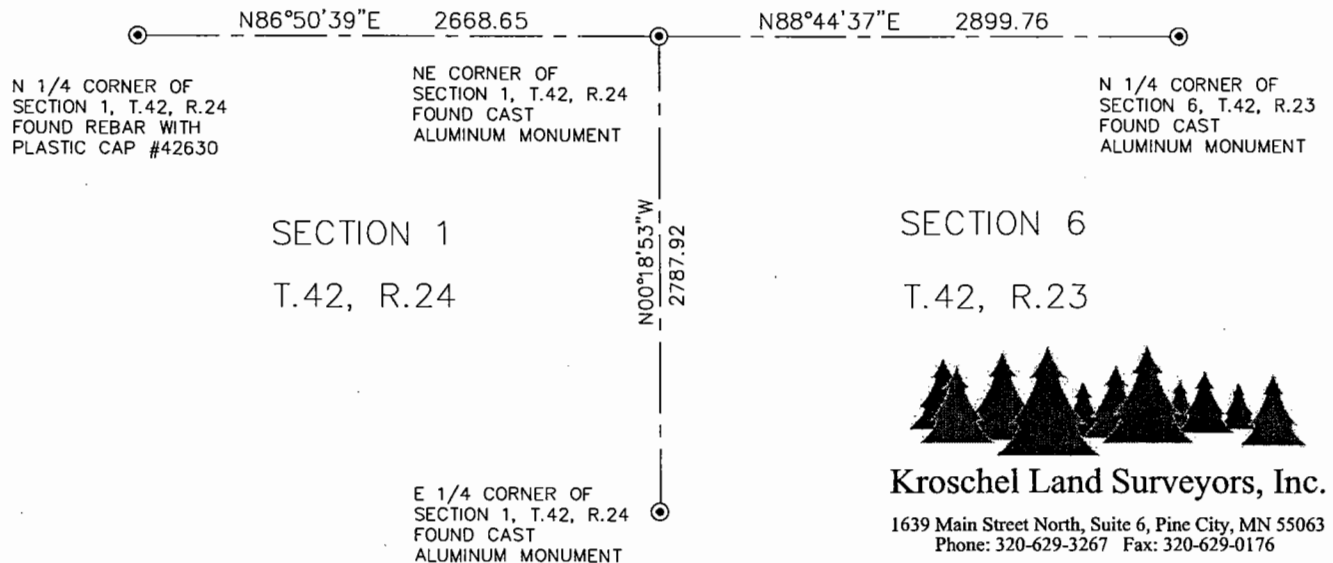 N86°50'39"E 2668.65
N88°44'37"E 2899.76
N 1/4 CORNER OF
SECTION 1, T.42, R.24
FOUND REBAR WITH
PLASTIC CAP #42630
NE CORNER OF
SECTION 1, T.42, R.24
FOUND CAST
ALUMINUM MONUMENT
N 1/4 CORNER OF
SECTION 6, T.42, R.23
FOUND CAST
ALUMINUM MONUMENT
SECTION 1
T.42, R.24
N00°18'53"W
2787.92
SECTION 6
T.42, R.23
E 1/4 CORNER OF
SECTION 1, T.42, R.24
FOUND CAST
ALUMINUM MONUMENT
Kroschel Land Surveyors, Inc.
1639 Main Street North, Suite 6, Pine City, MN 55063
Phone: 320-629-3267 Fax: 320-629-0176